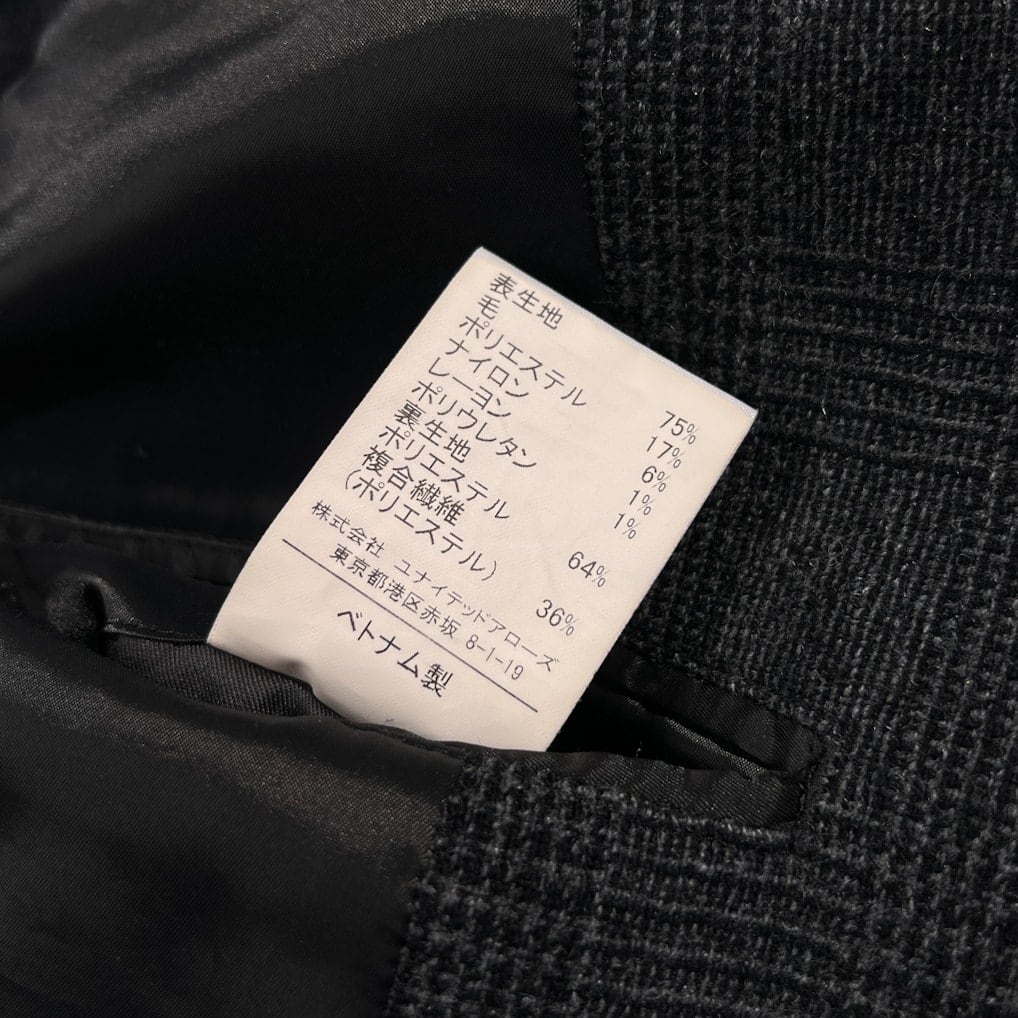 表生地
毛 75%
ポリエステル 17%
ナイロン 6%
レーヨン 1%
ポリウレタン 1%
裏生地
ポリエステル 64%
複合繊維 36%
(ポリエステル)
株式会社 ユナイテッドアローズ
東京都港区赤坂 8-1-19
ベトナム製